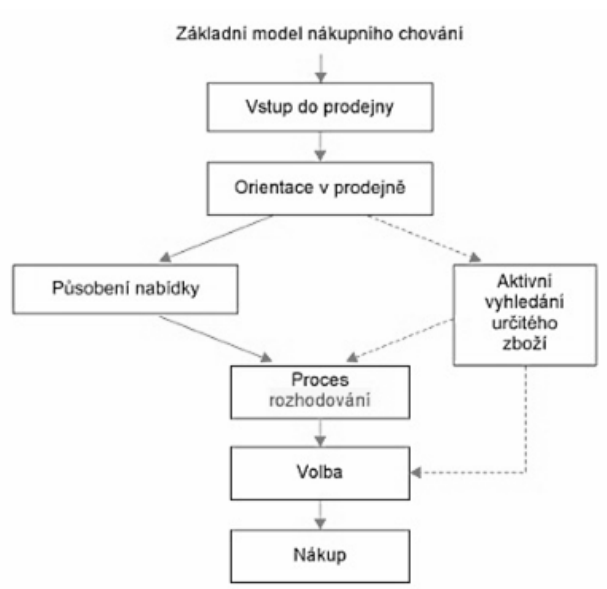 Základní model nákupního chování
Vstup do prodejny
Orientace v prodejně
Působení nabídky
Aktivní
vyhledání
určitého
zboží
Proces
rozhodování
Volba
Nákup